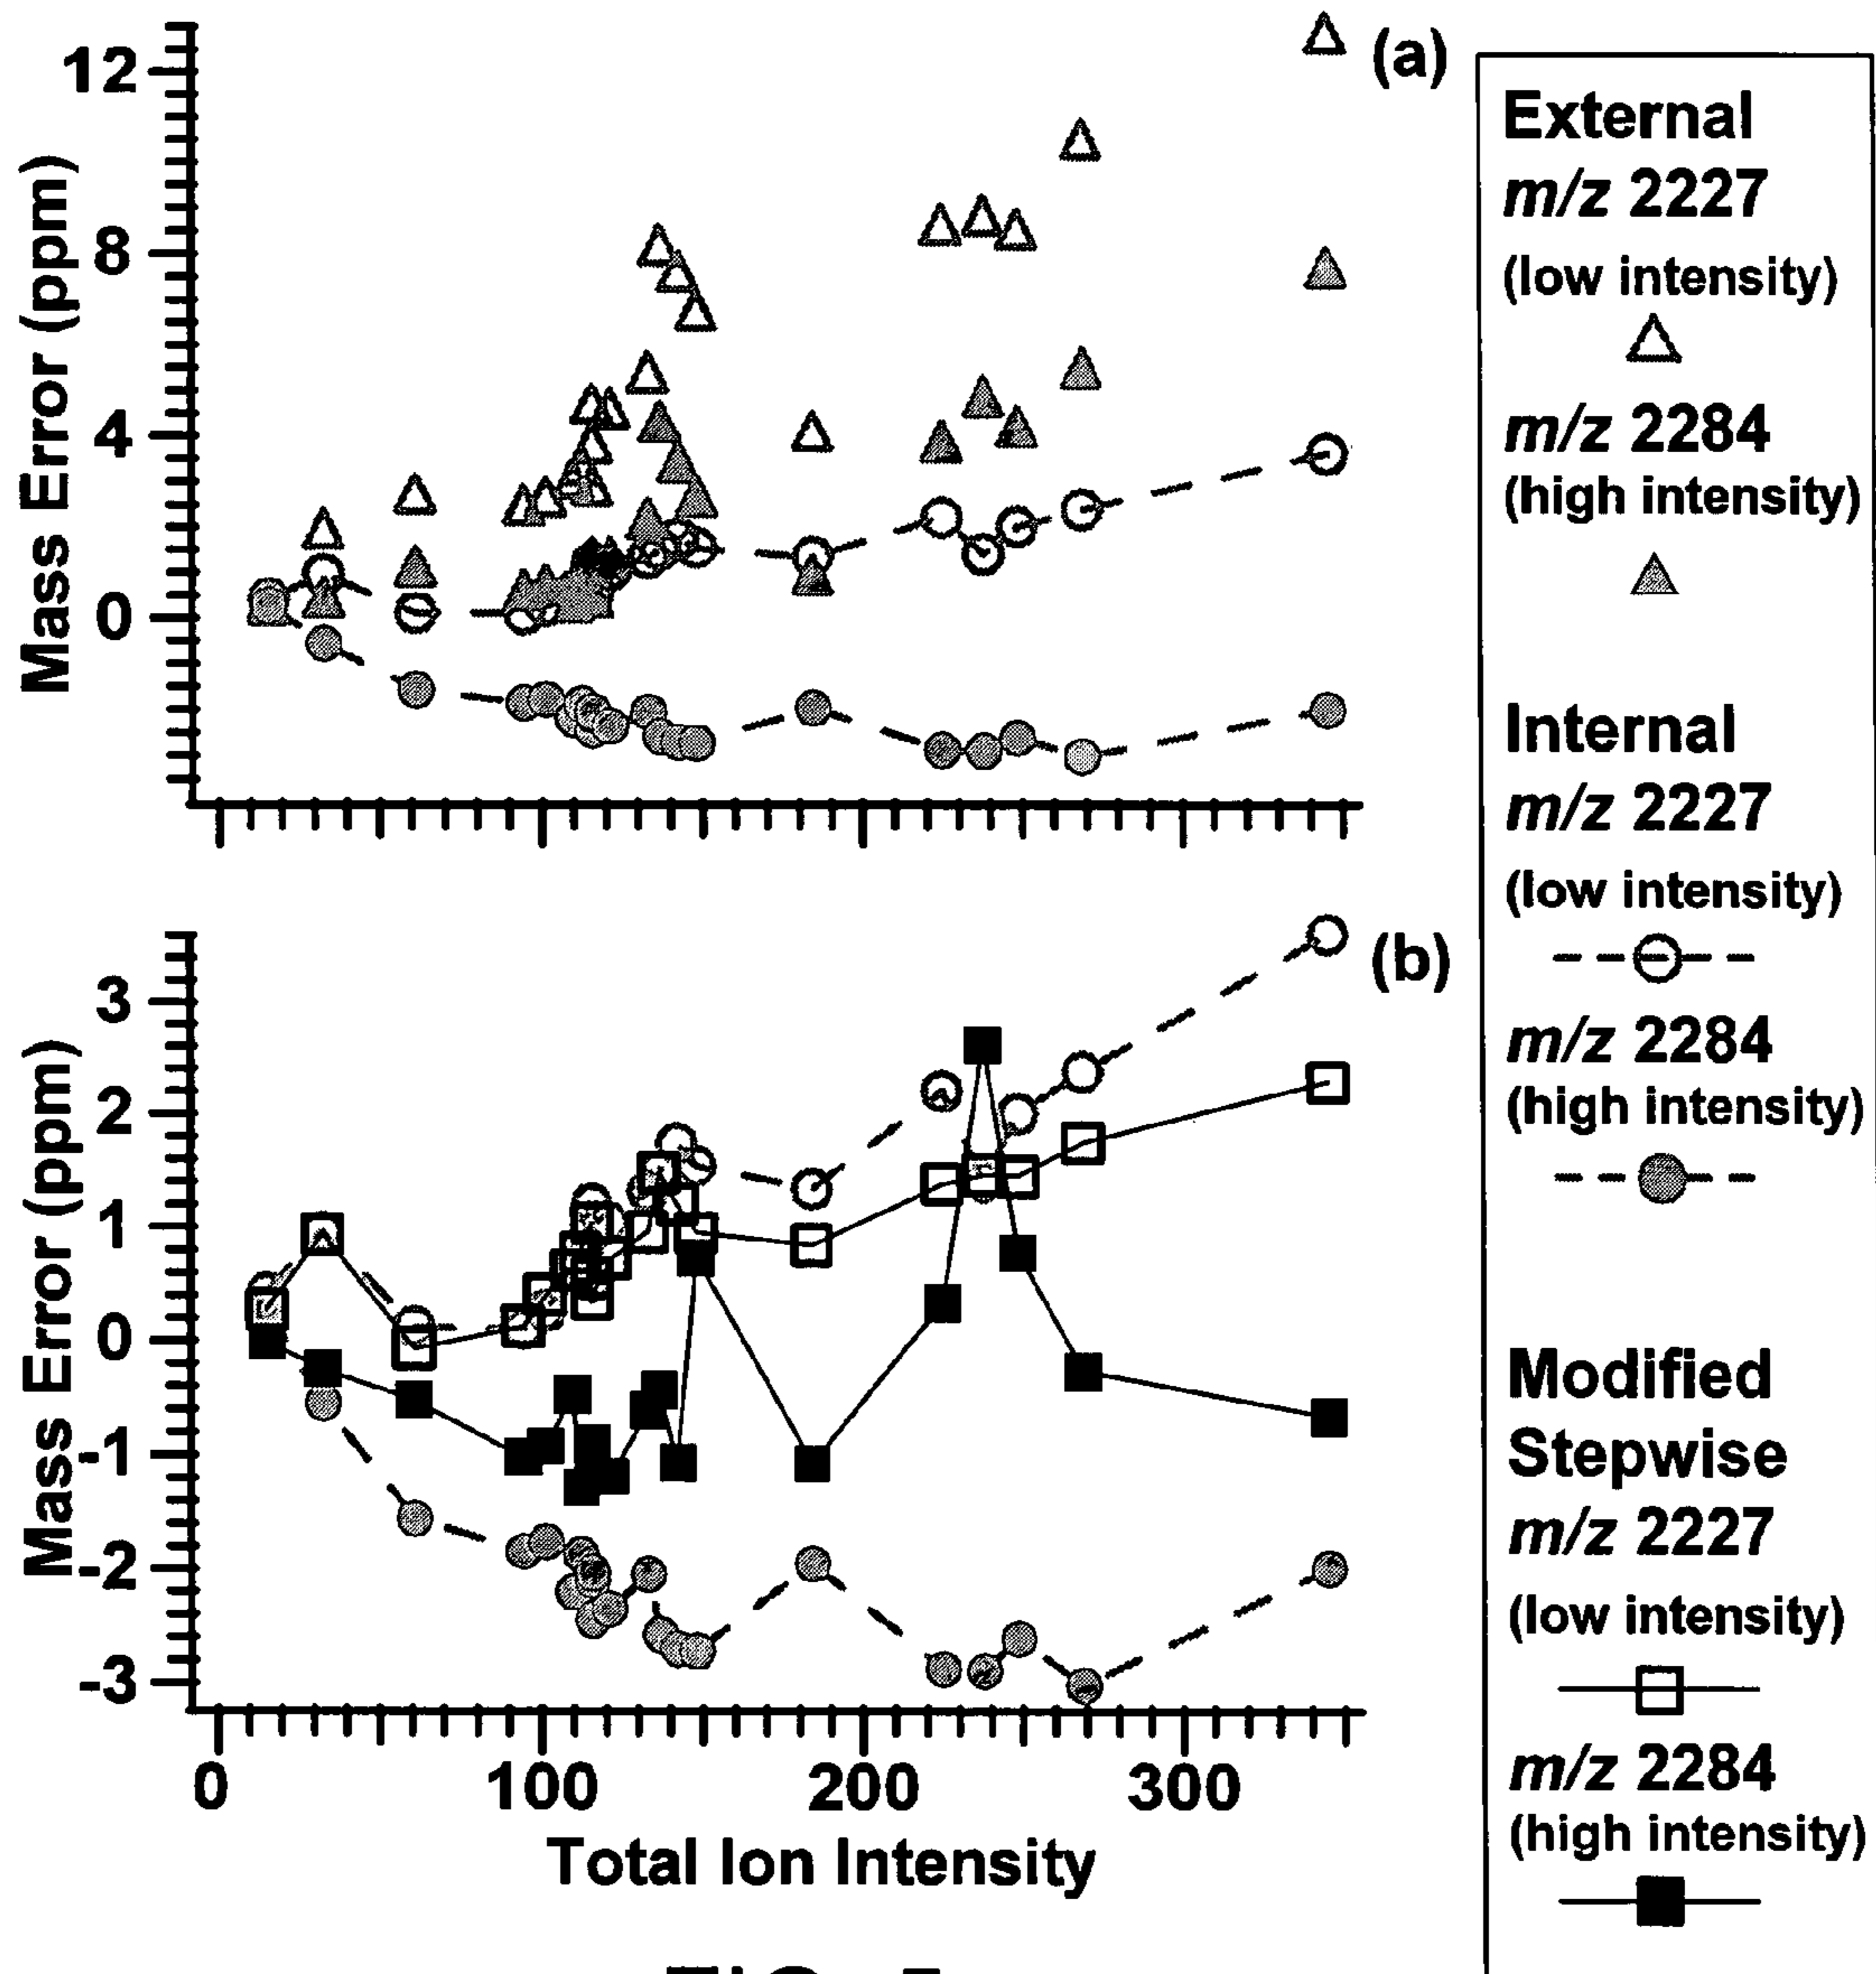 (a)
12
8
4
0
Mass Error (ppm)
(b)
3
2
1
0
-1
-2
-3
Mass Error (ppm)
0 100 200 300
Total Ion Intensity
External
m/z 2227
(low intensity)
m/z 2284
(high intensity)
Internal
m/z 2227
(low intensity)
m/z 2284
(high intensity)
Modified
Stepwise
m/z 2227
(low intensity)
m/z 2284
(high intensity)